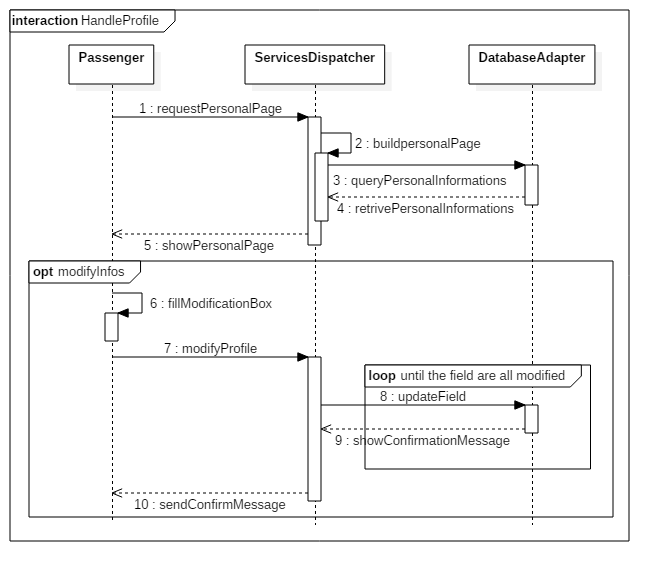 interaction HandleProfile
Passenger
ServicesDispatcher
DatabaseAdapter
1 : requestPersonalPage
2 : buildpersonalPage
3 : queryPersonalInformations
4 : retrivePersonalInformations
5 : showPersonalPage
opt modifyInfos
6 : fillModificationBox
7 : modifyProfile
loop until the field are all modified
8 : updateField
9 : showConfirmationMessage
10 : sendConfirmMessage